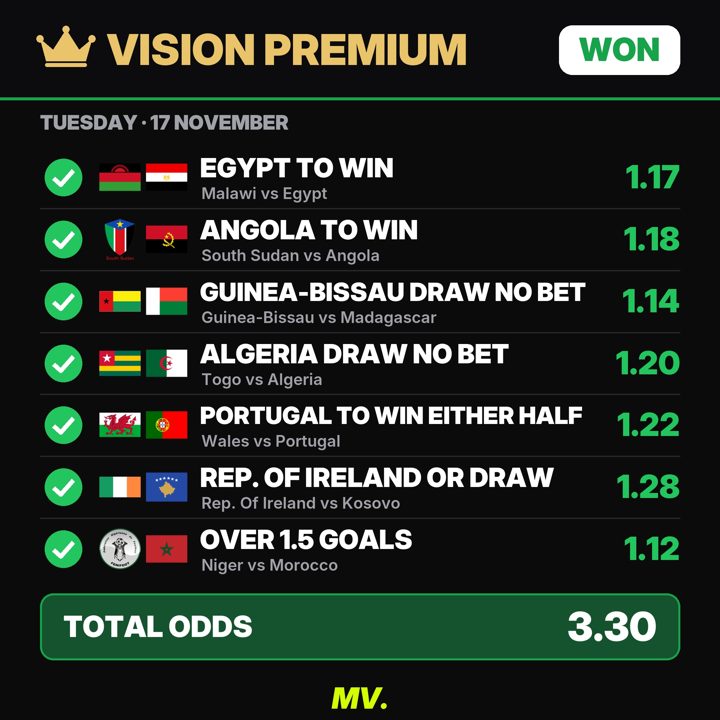 VISION PREMIUM
WON
TUESDAY · 17 NOVEMBER
EGYPT TO WIN
1.17
Malawi vs Egypt
ANGOLA TO WIN
1.18
South Sudan vs Angola
South Sudan
GUINEA-BISSAU DRAW NO BET
1.14
Guinea-Bissau vs Madagascar
ALGERIA DRAW NO BET
1.20
Togo vs Algeria
PORTUGAL TO WIN EITHER HALF
1.22
Wales vs Portugal
REP. OF IRELAND OR DRAW
1.28
Rep. Of Ireland vs Kosovo
OVER 1.5 GOALS
1.12
Niger vs Morocco
TOTAL ODDS
3.30
MV.